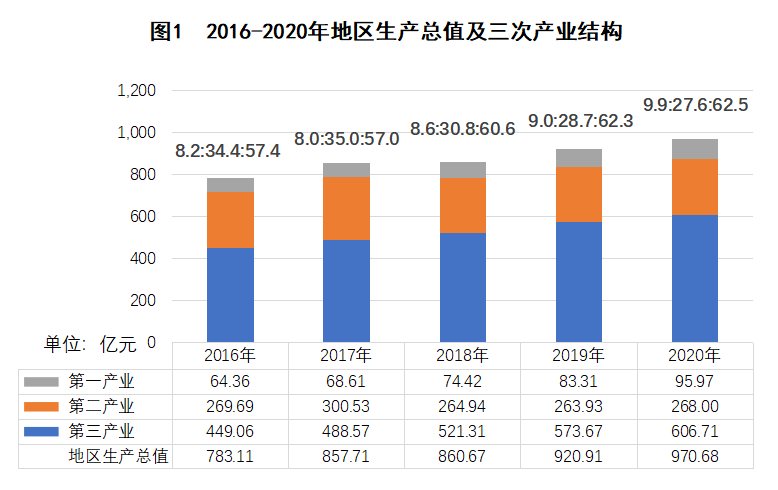 图1 2016-2020年地区生产总值及三次产业结构
1,200
1,000
800
600
400
200
0
8.2:34.4:57.4
8.0:35.0:57.0
8.6:30.8:60.6
9.0:28.7:62.3
9.9:27.6:62.5
单位: 亿元
2016年 2017年 2018年 2019年 2020年
第一产业 64.36 68.61 74.42 83.31 95.97
第二产业 269.69 300.53 264.94 263.93 268.00
第三产业 449.06 488.57 521.31 573.67 606.71
地区生产总值 783.11 857.71 860.67 920.91 970.68